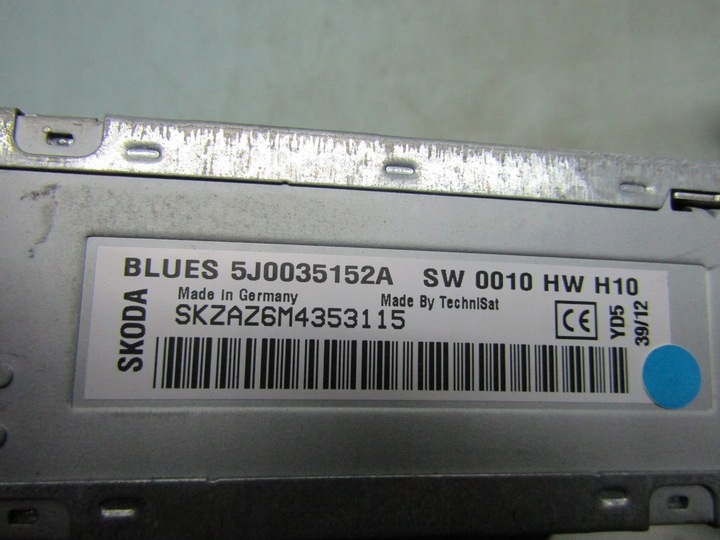 BLUES 5J0035152A SW 0010 HW H10
Made In Germany Made By TechniSat
SKZAZ6M4353115
SKODA
CE
YD5
39/12